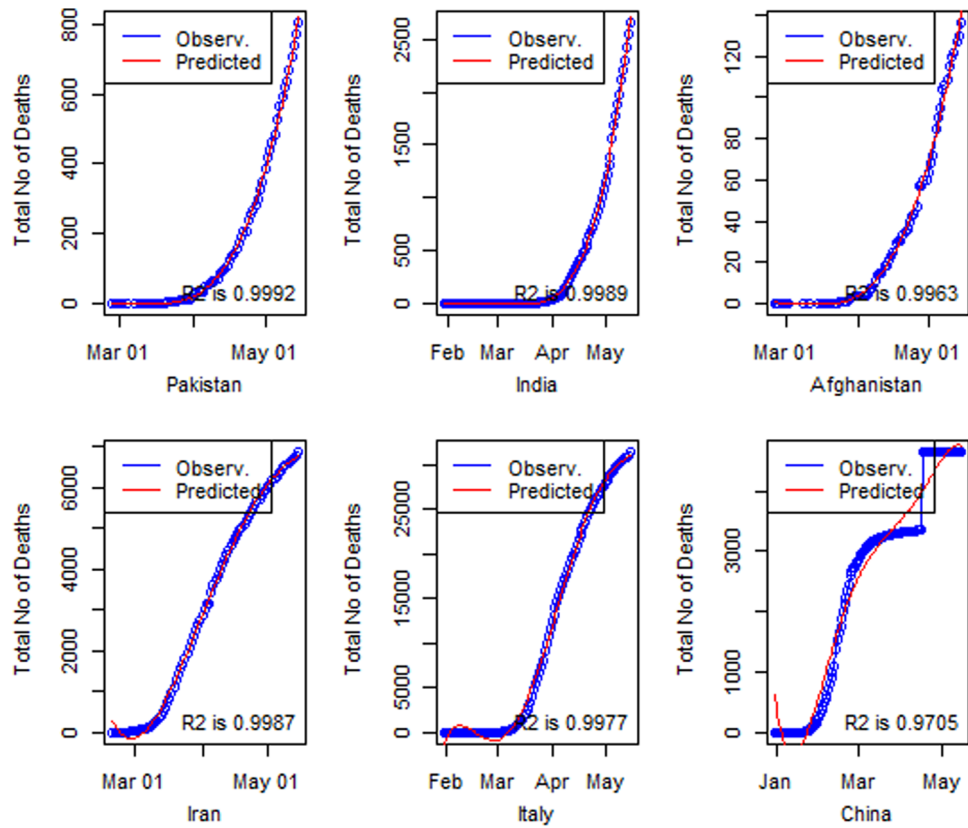 Total No of Deaths
800
600
400
200
0
Observ.
Predicted
R2 is 0.9992
Mar 01
May 01
Pakistan
Total No of Deaths
2500
1500
500
0
Observ.
Predicted
R2 is 0.9989
Feb
Mar
Apr
May
India
Total No of Deaths
120
80
60
40
20
0
Observ.
Predicted
R2 is 0.9963
Mar 01
May 01
Afghanistan
Total No of Deaths
6000
4000
2000
0
Observ.
Predicted
R2 is 0.9987
Mar 01
May 01
Iran
Total No of Deaths
25000
15000
5000
0
Observ.
Predicted
R2 is 0.9977
Feb
Mar
Apr
May
Italy
Total No of Deaths
3000
1000
0
Observ.
Predicted
R2 is 0.9705
Jan
Mar
May
China